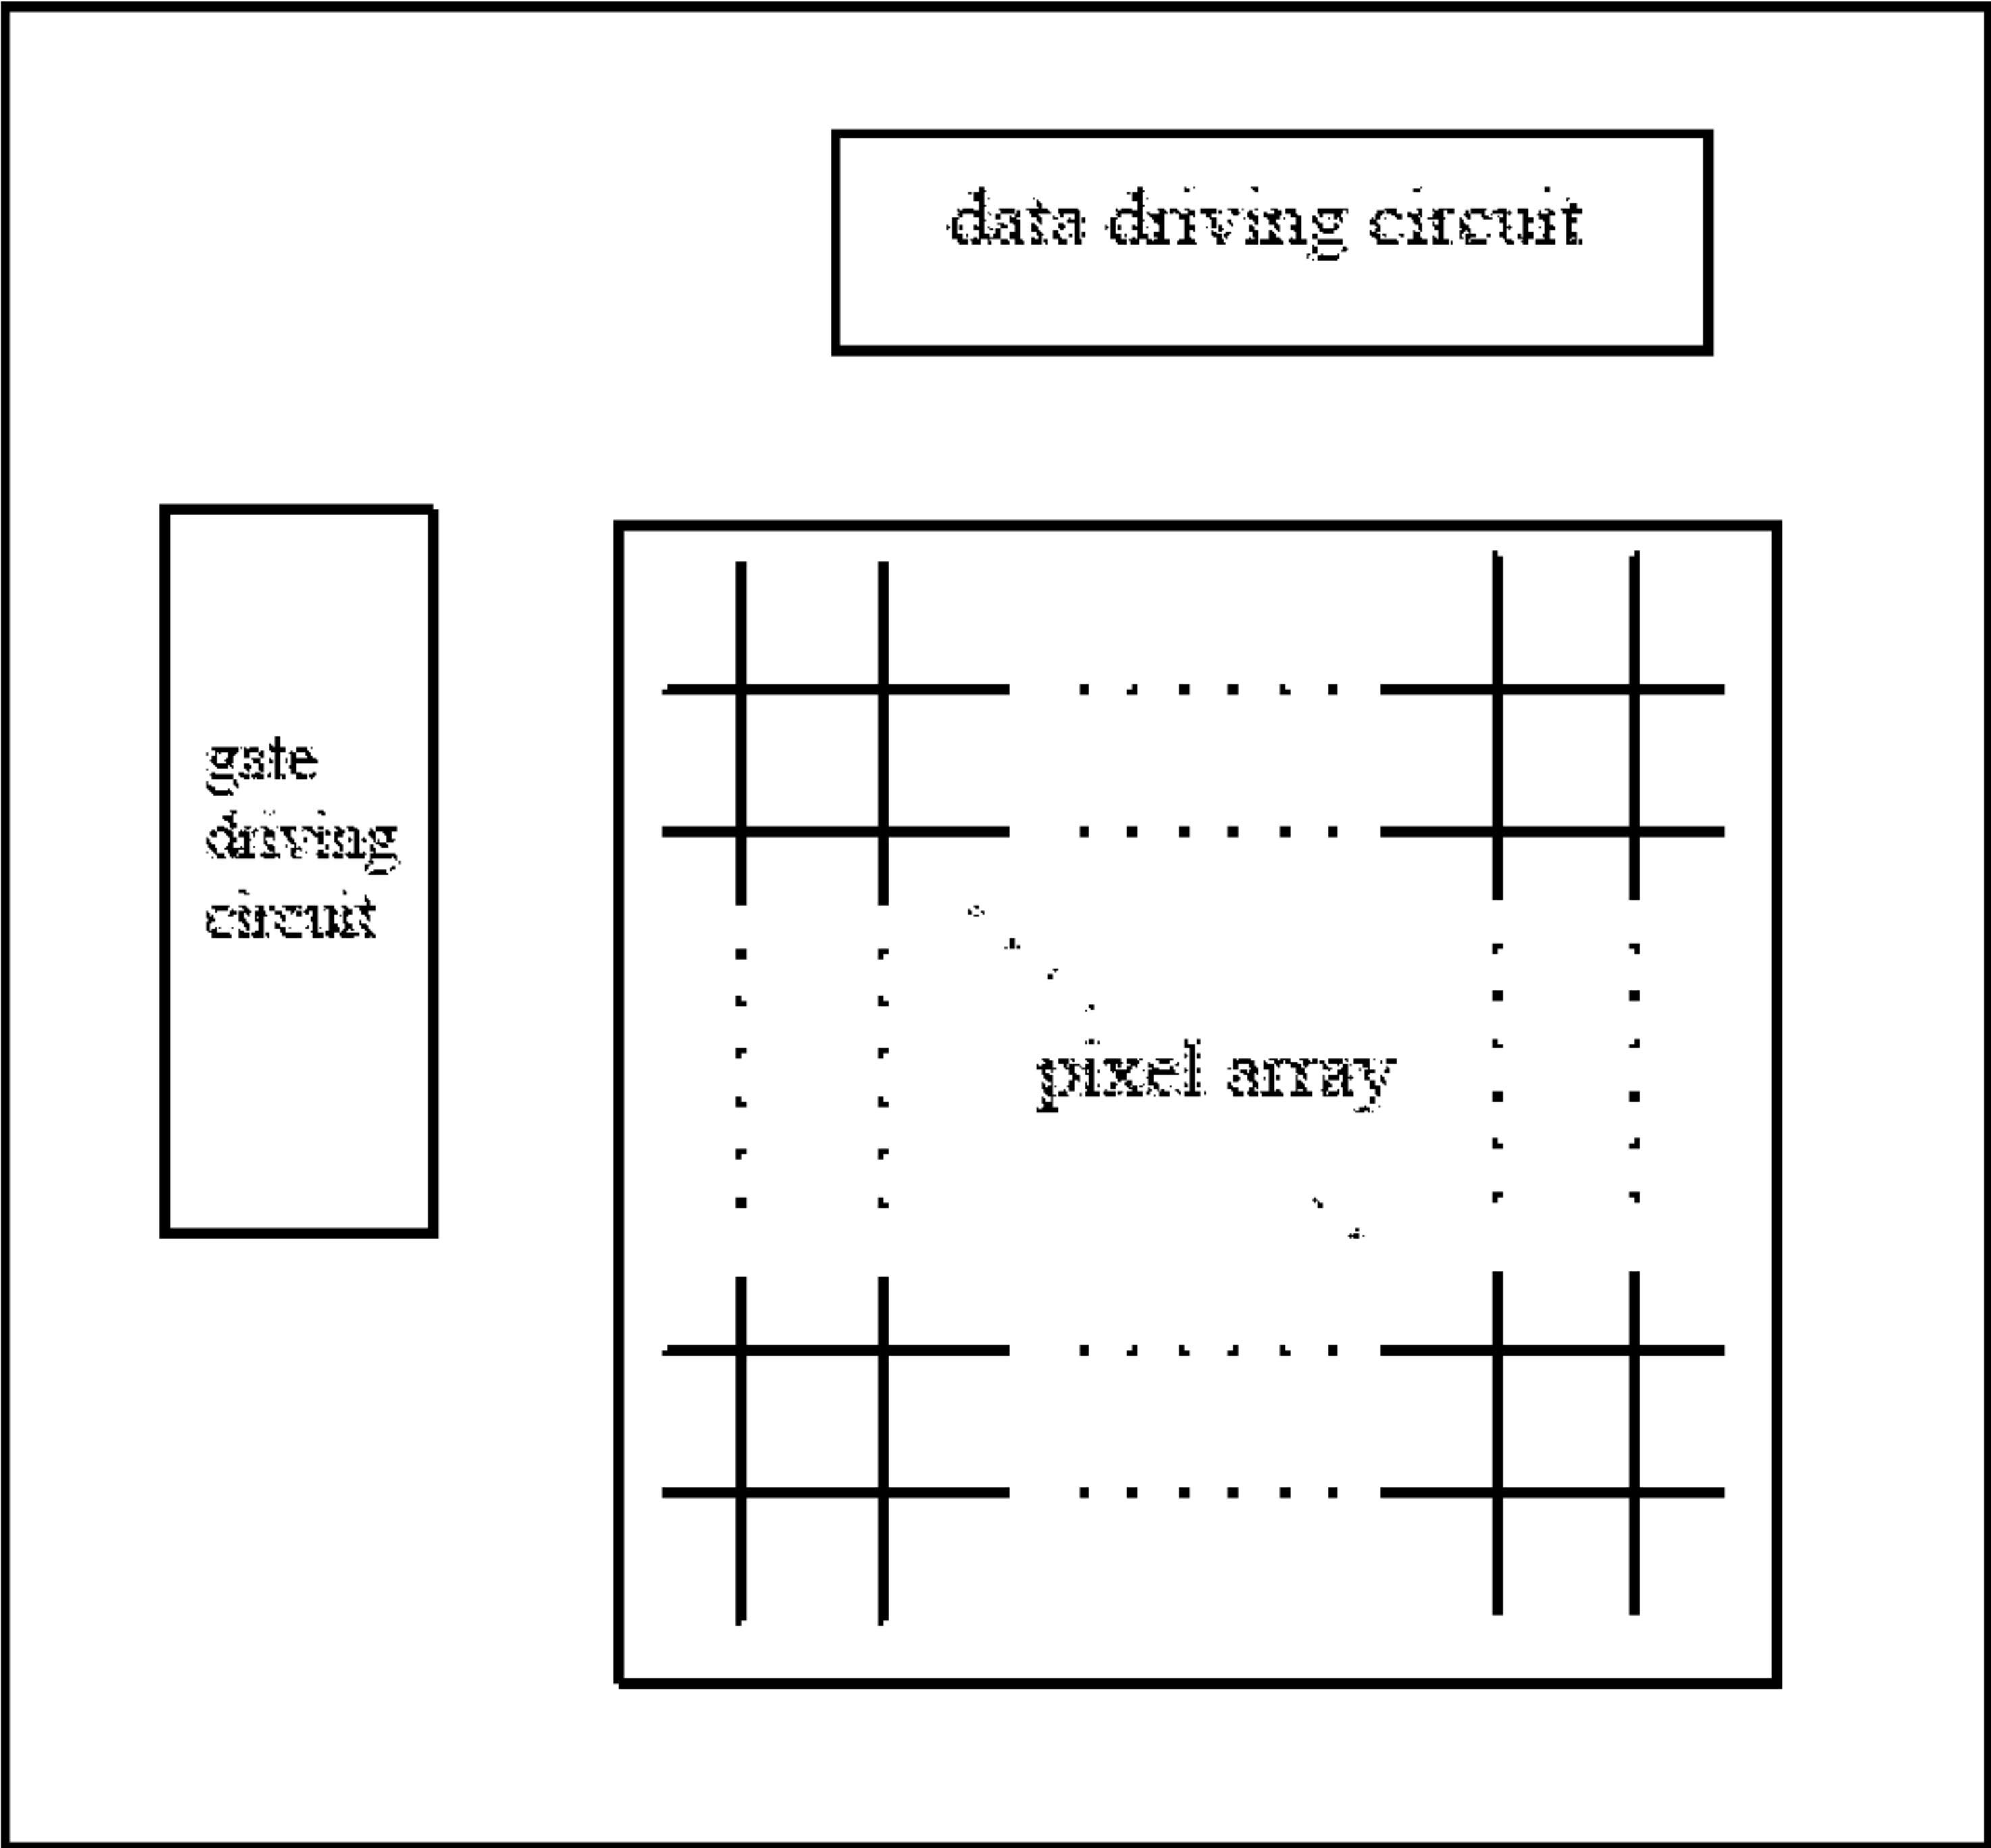 data driving circuit
gate
driving
circuit
pixel array